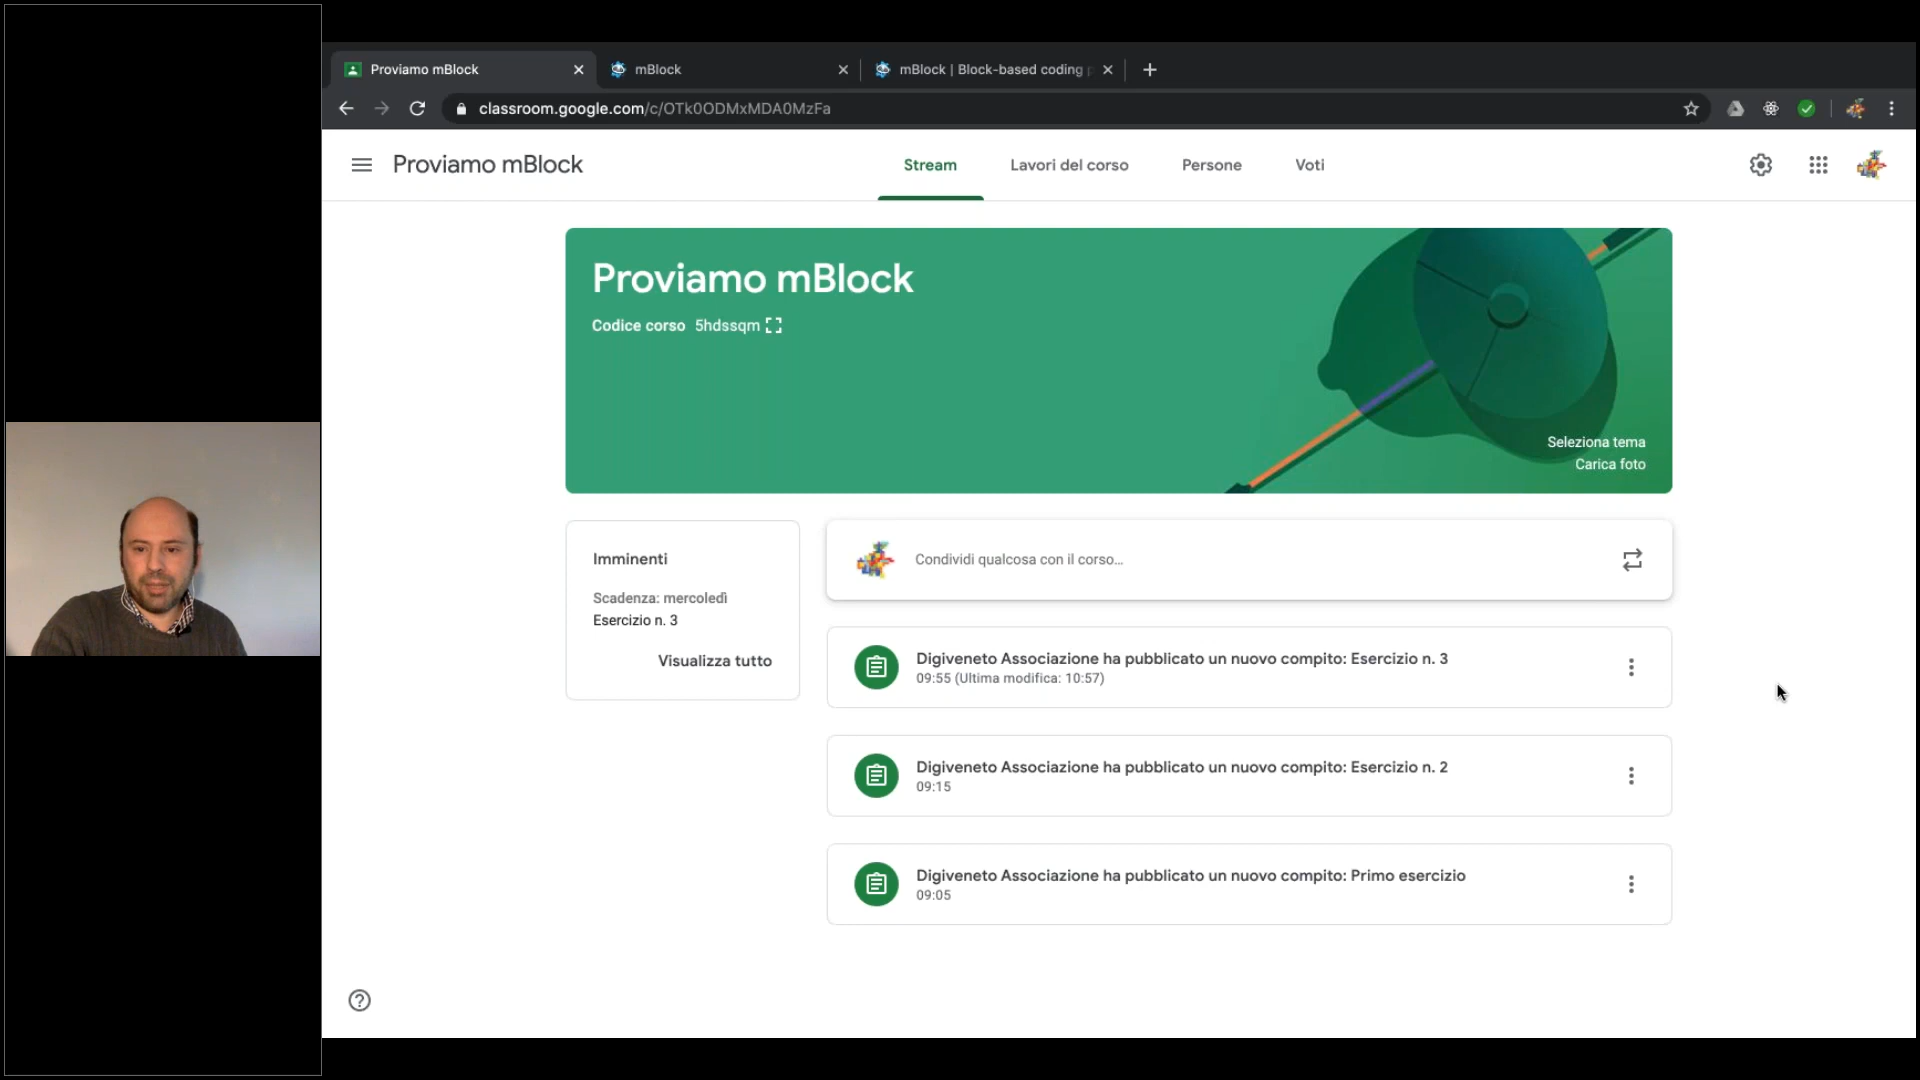 Proviamo mBlock
mBlock
mBlock | Block-based coding
classroom.google.com/c/OTk0ODMxMDA0MzFa
Proviamo mBlock
Stream
Lavori del corso
Persone
Voti
Proviamo mBlock
Codice corso 5hdssqm
Seleziona tema
Carica foto
Imminenti
Scadenza: mercoledì
Esercizio n. 3
Visualizza tutto
Condividi qualcosa con il corso...
Digiveneto Associazione ha pubblicato un nuovo compito: Esercizio n. 3
09:55 (Ultima modifica: 10:57)
Digiveneto Associazione ha pubblicato un nuovo compito: Esercizio n. 2
09:15
Digiveneto Associazione ha pubblicato un nuovo compito: Primo esercizio
09:05